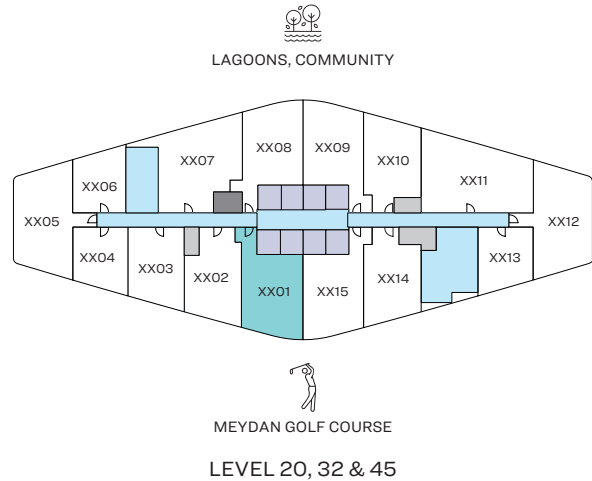 LAGOONS, COMMUNITY
XX08 XX09
XX07 XX10
XX06 XX11
XX05 XX12
XX04 XX03 XX02 XX01 XX15 XX14 XX13
MEYDAN GOLF COURSE
LEVEL 20, 32 & 45